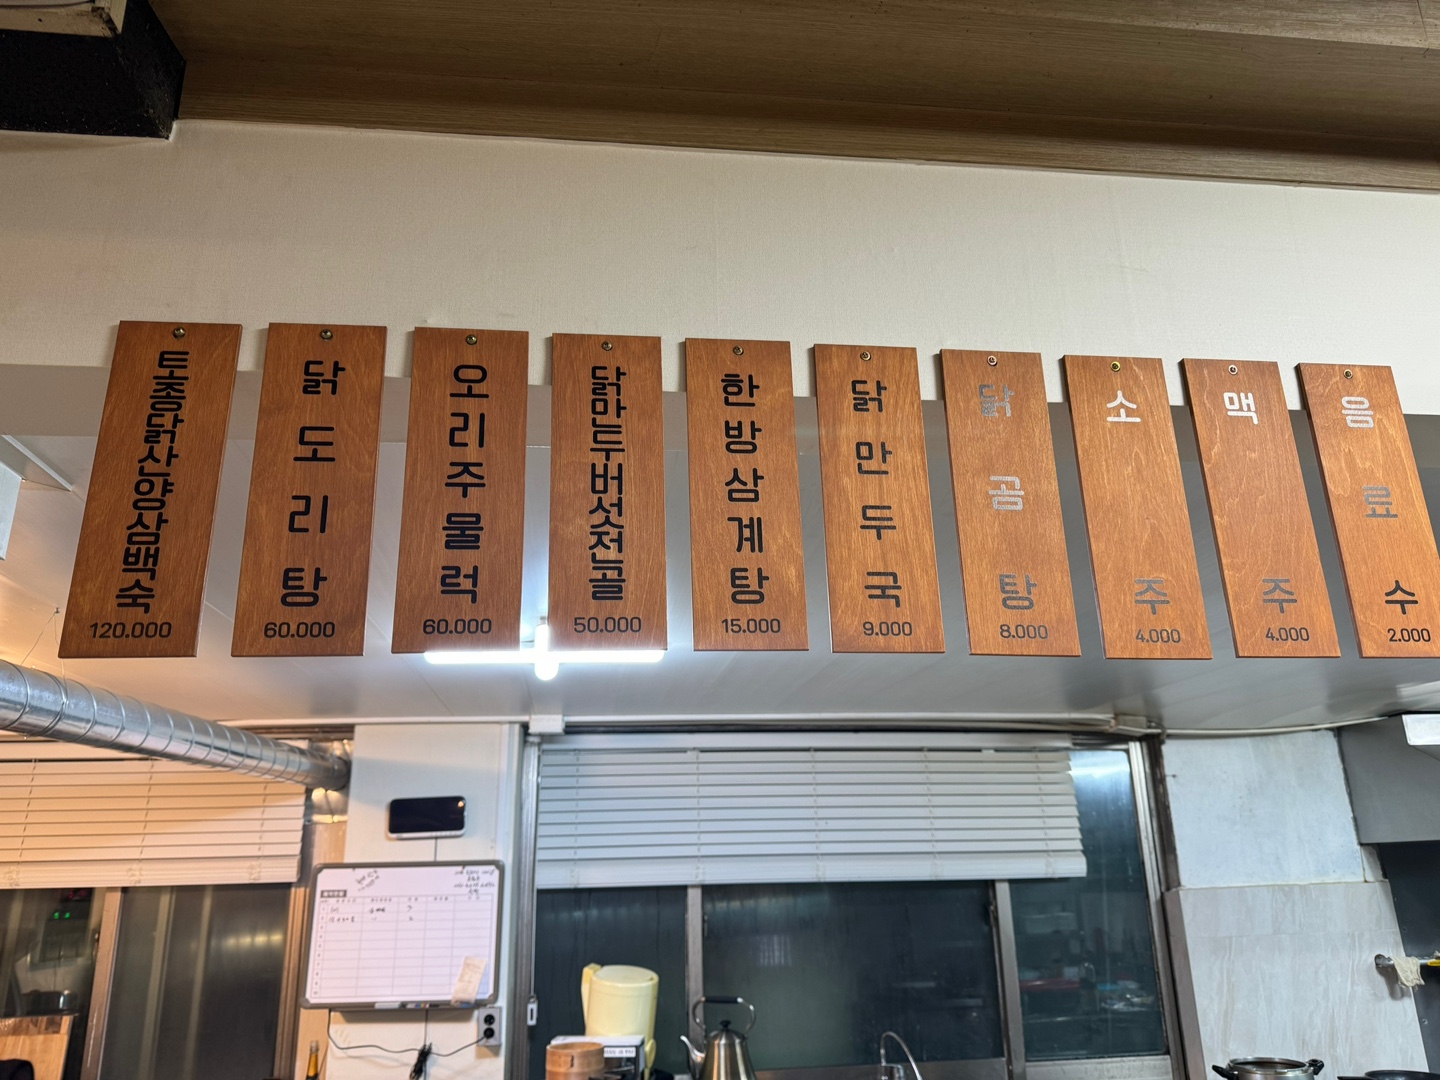 토종닭산양삼백숙
120.000
닭도리탕
60.000
오리주물럭
60.000
닭만두버섯전골
50.000
한방삼계탕
15.000
닭만두국
9.000
닭곰탕
8.000
소주
4.000
맥주
4.000
음료수
2.000